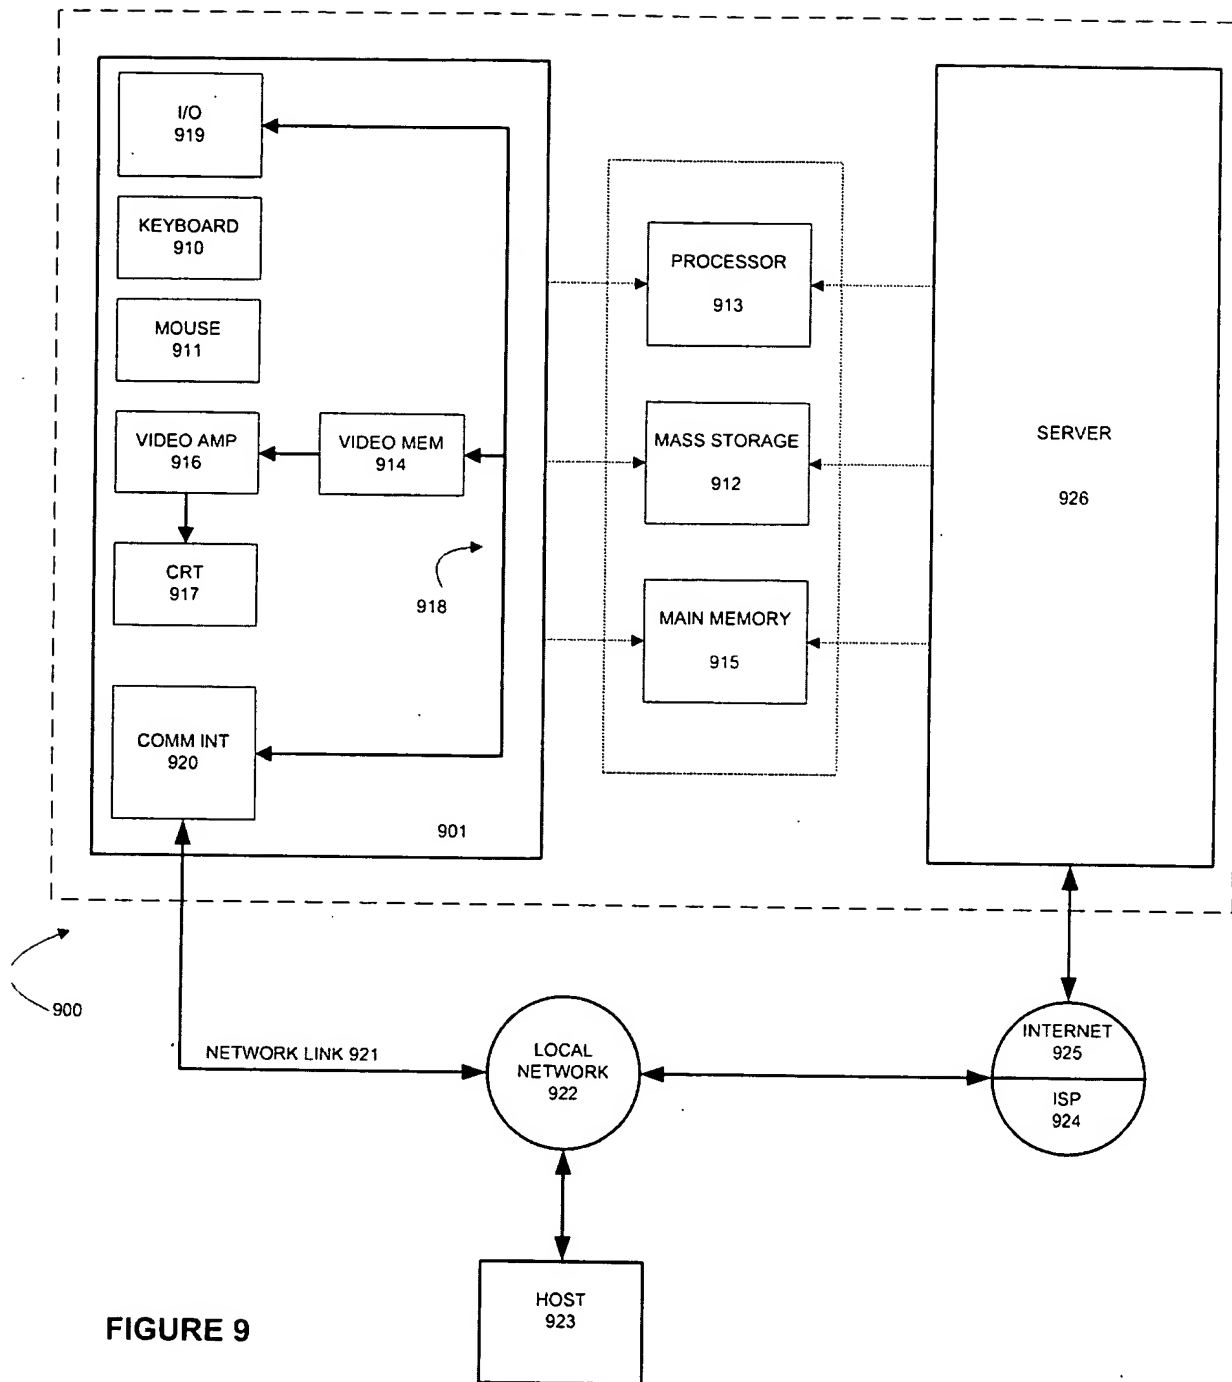 I/O
919
KEYBOARD
910
MOUSE
911
VIDEO AMP
916
VIDEO MEM
914
CRT
917
918
COMM INT
920
901
PROCESSOR
913
MASS STORAGE
912
MAIN MEMORY
915
SERVER
926
900
NETWORK LINK 921
LOCAL
NETWORK
922
INTERNET
925
ISP
924
HOST
923
FIGURE 9